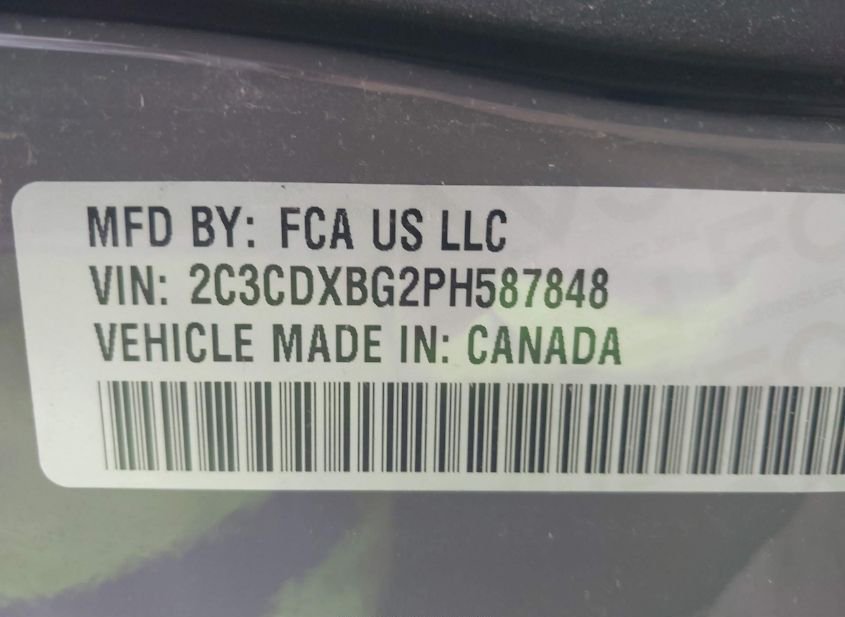 MFD BY: FCA US LLC
VIN: 2C3CDXBG2PH587848
VEHICLE MADE IN: CANADA